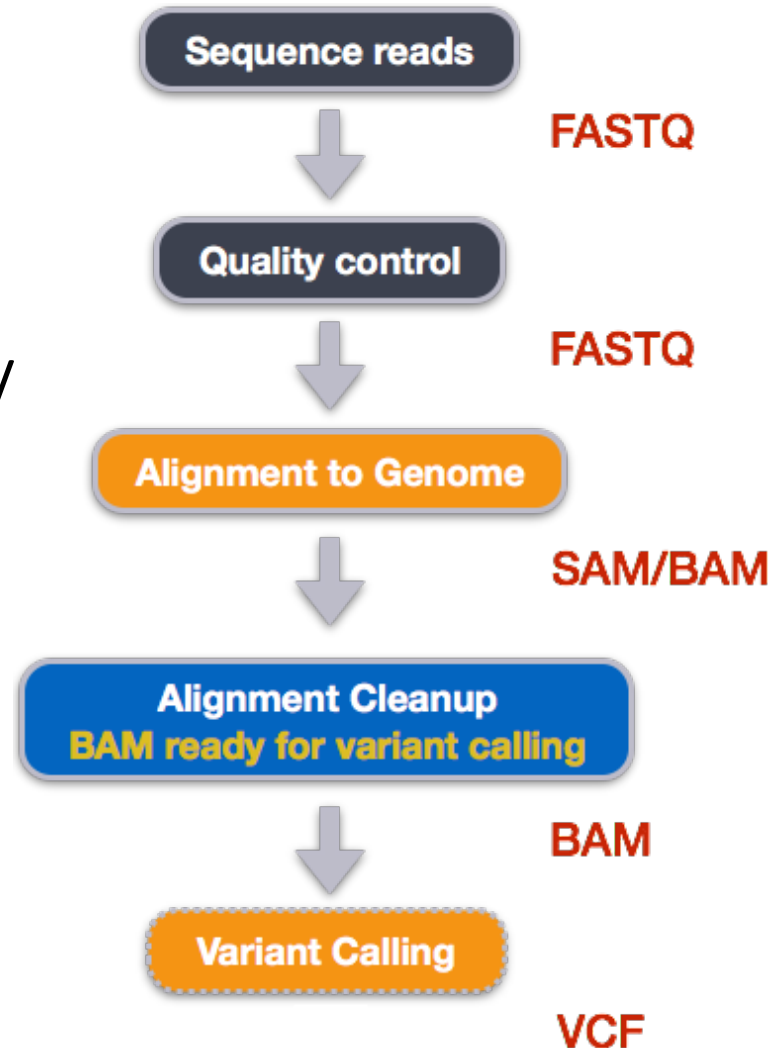 Sequence reads
FASTQ
Quality control
FASTQ
Alignment to Genome
SAM/BAM
Alignment Cleanup
BAM ready for variant calling
BAM
Variant Calling
VCF